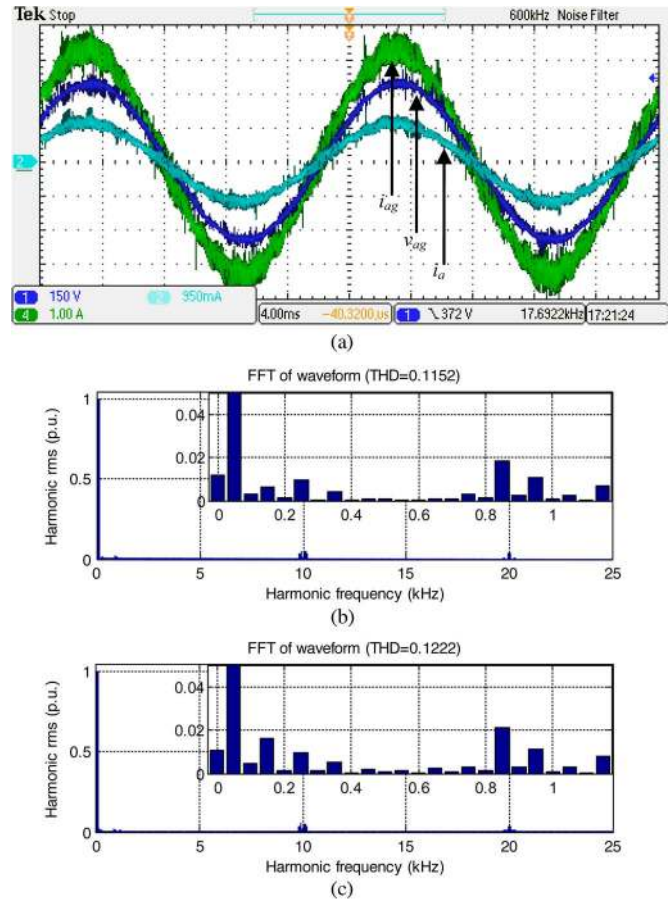 Tek Stop 600kHz Noise Filter
2
i_ag
v_ag
i_a
1 150 V 2 950mA
4 1.00 A
4.00ms -40.3200us 1 372 V 17.6922kHz 17:21:24
(a)
FFT of waveform (THD=0.1152)
Harmonic rms (p.u.)
1
0.5
0
0.04
0.02
0
0 0.2 0.4 0.6 0.8 1
0 5 10 15 20 25
Harmonic frequency (kHz)
(b)
FFT of waveform (THD=0.1222)
Harmonic rms (p.u.)
1
0.5
0
0.04
0.02
0
0 0.2 0.4 0.6 0.8 1
0 5 10 15 20 25
Harmonic frequency (kHz)
(c)